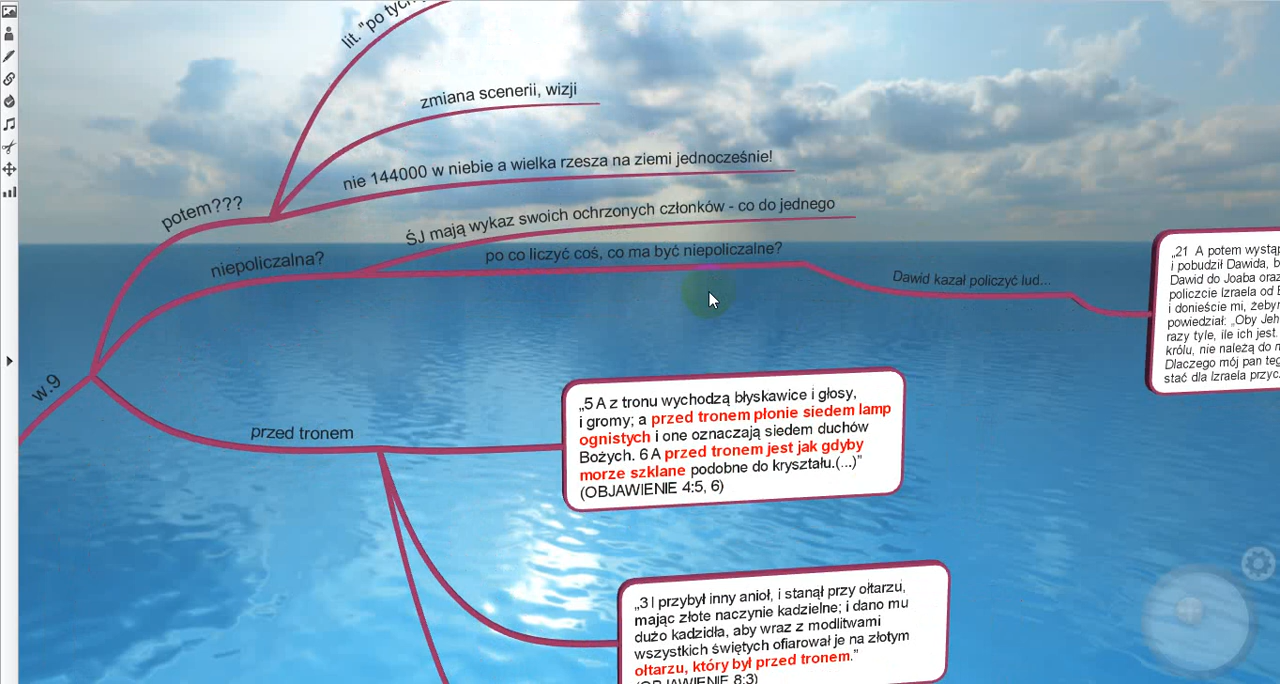 lit. "po tych
zmiana scenerii, wizji
nie 144000 w niebie a wielka rzesza na ziemi jednocześnie!
potem???
ŚJ mają wykaz swoich ochrzonych członków - co do jednego
niepoliczalna?
po co liczyć coś, co ma być niepoliczalne?
Dawid kazał policzyć lud...
„21 A potem wystąp
i pobudził Dawida, b
Dawid do Joaba oraz
policzcie Izraela od B
i donieście mi, żebym
powiedział: „Oby Jeh
razy tyle, ile ich jest.
królu, nie należą do m
Dlaczego mój pan teg
stać dla Izraela przyc
w.9
przed tronem
„5 A z tronu wychodzą błyskawice i głosy,
i gromy; a przed tronem płonie siedem lamp
ognistych i one oznaczają siedem duchów
Bożych. 6 A przed tronem jest jak gdyby
morze szklane podobne do kryształu.(...)”
(OBJAWIENIE 4:5, 6)
„3 I przybył inny anioł, i stanął przy ołtarzu,
mając złote naczynie kadzielne; i dano mu
dużo kadzidła, aby wraz z modlitwami
wszystkich świętych ofiarował je na złotym
ołtarzu, który był przed tronem.”
(OBJAWIENIE 8:3)